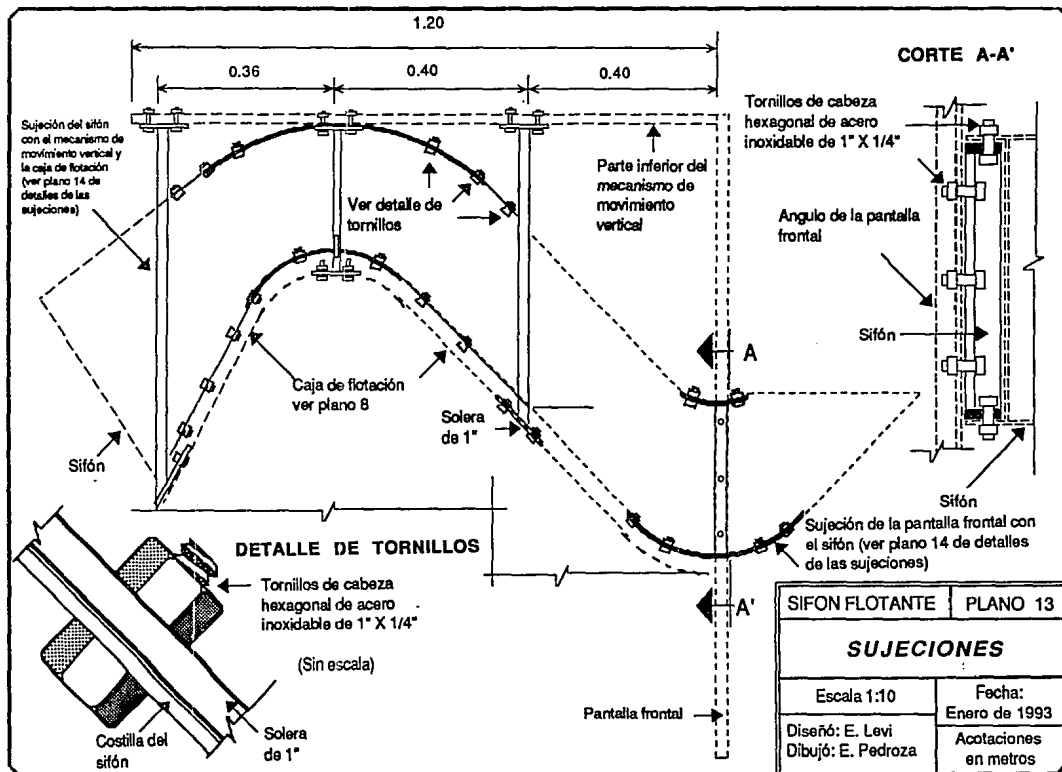 1.20
0.36
0.40
0.40
CORTE A-A'
Sujeción del sifón
con el mecanismo de
movimiento vertical y
la caja de flotación
(ver plano 14 de
detalles de las
sujeciones)
Ver detalle de
tornillos
Parte inferior del
mecanismo de
movimiento
vertical
Tornillos de cabeza
hexagonal de acero
inoxidable de 1" X 1/4"
Angulo de la pantalla
frontal
Sifón
A
Caja de flotación
ver plano 8
Solera
de 1"
Sifón
Sifón
Sujeción de la pantalla frontal con
el sifón (ver plano 14 de detalles
de las sujeciones)
A'
DETALLE DE TORNILLOS
Tornillos de cabeza
hexagonal de acero
inoxidable de 1" X 1/4"
(Sin escala)
Costilla del
sifón
Solera
de 1"
Pantalla frontal
SIFON FLOTANTE
PLANO 13
SUJECIONES
Escala 1:10
Fecha:
Enero de 1993
Diseñó: E. Levi
Dibujó: E. Pedroza
Acotaciones
en metros